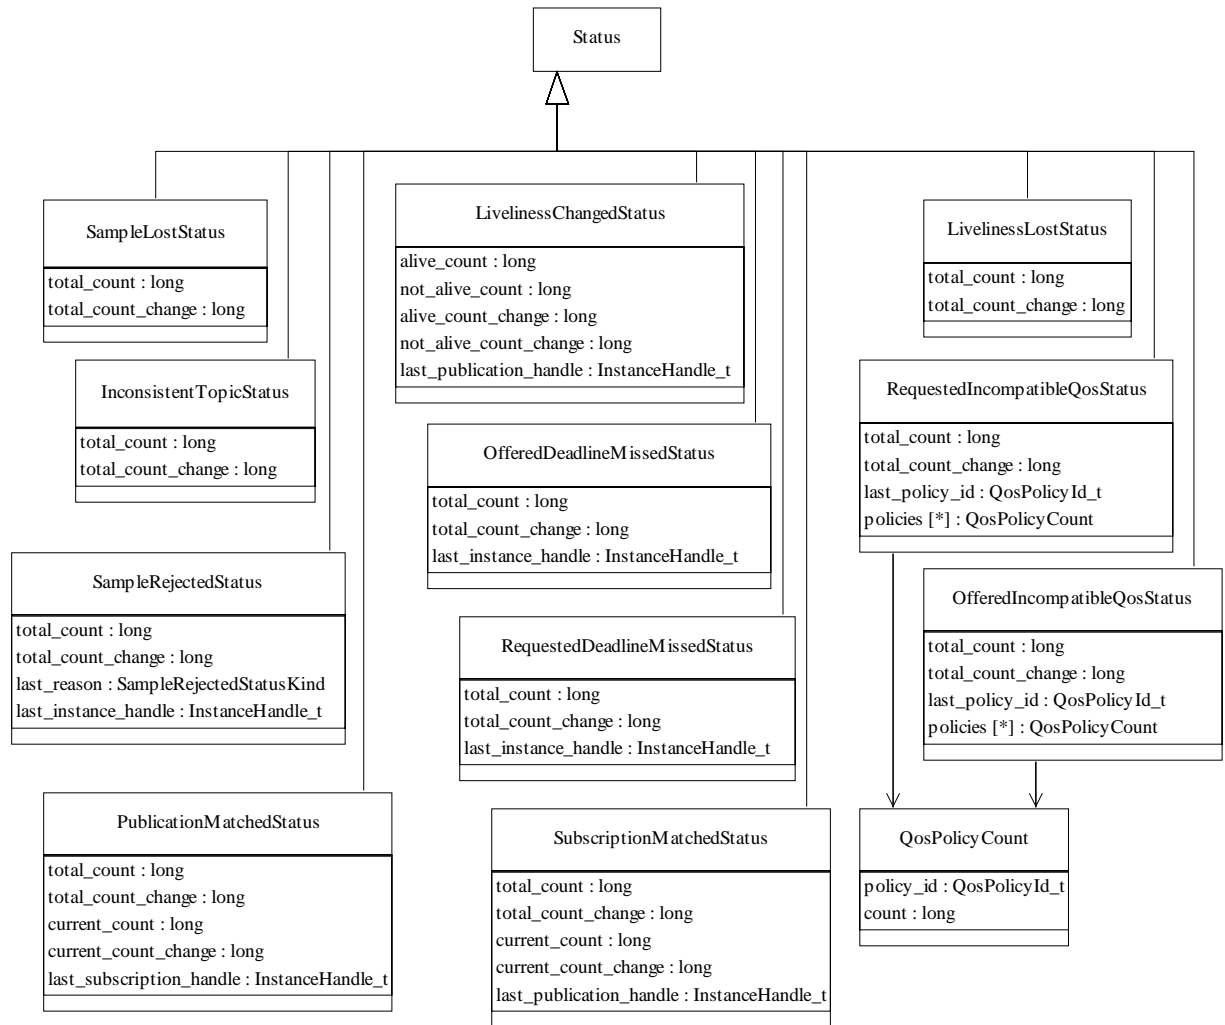 Status
SampleLostStatus
total_count : long
total_count_change : long
InconsistentTopicStatus
total_count : long
total_count_change : long
SampleRejectedStatus
total_count : long
total_count_change : long
last_reason : SampleRejectedStatusKind
last_instance_handle : InstanceHandle_t
PublicationMatchedStatus
total_count : long
total_count_change : long
current_count : long
current_count_change : long
last_subscription_handle : InstanceHandle_t
LivelinessChangedStatus
alive_count : long
not_alive_count : long
alive_count_change : long
not_alive_count_change : long
last_publication_handle : InstanceHandle_t
OfferedDeadlineMissedStatus
total_count : long
total_count_change : long
last_instance_handle : InstanceHandle_t
RequestedDeadlineMissedStatus
total_count : long
total_count_change : long
last_instance_handle : InstanceHandle_t
SubscriptionMatchedStatus
total_count : long
total_count_change : long
current_count : long
current_count_change : long
last_publication_handle : InstanceHandle_t
LivelinessLostStatus
total_count : long
total_count_change : long
RequestedIncompatibleQosStatus
total_count : long
total_count_change : long
last_policy_id : QosPolicyId_t
policies [*] : QosPolicyCount
OfferedIncompatibleQosStatus
total_count : long
total_count_change : long
last_policy_id : QosPolicyId_t
policies [*] : QosPolicyCount
QosPolicyCount
policy_id : QosPolicyId_t
count : long